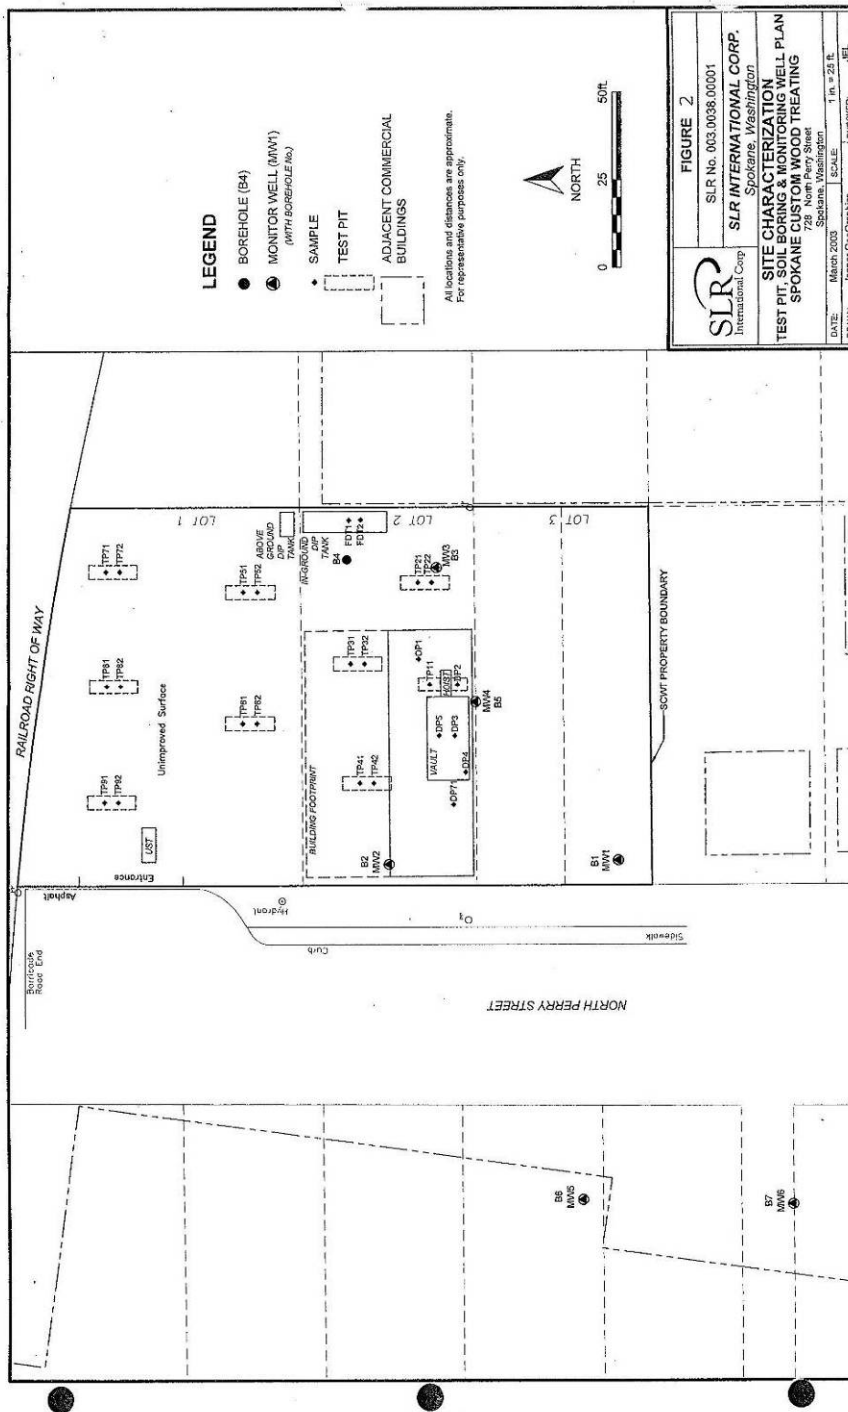 LEGEND
BOREHOLE (B4)
MONITOR WELL (MW1)
(WITH BOREHOLE No.)
SAMPLE
TEST PIT
ADJACENT COMMERCIAL
BUILDINGS
All locations and distances are approximate.
For representative purposes only.
NORTH
0 25 50ft.
FIGURE 2
SLR No. 003.0038.00001
SLR INTERNATIONAL CORP.
Spokane, Washington
SLR
International Corp
SITE CHARACTERIZATION
TEST PIT, SOIL BORING & MONITORING WELL PLAN
SPOKANE CUSTOM WOOD TREATING
728 North Perry Street
Spokane, Washington
DATE: March 2003
SCALE: 1 in. = 25 ft.
RAILROAD RIGHT OF WAY
LOT 1
TP71
TP72
TP81
TP82
TP91
TP92
Unimproved Surface
UST
Entrance
Asphalt
TP51
TP52
TP61
TP62
ABOVE
GROUND
DIP
TANK
IN-GROUND
DIP
TANK
FDT1
FDT2
B4
LOT 2
BUILDING FOOTPRINT
TP31
TP32
TP41
TP42
TP21
TP22
MW3
B3
DP1
TP11
HOIST
DP2
VAULT
DP5
DP3
DP4
DP71
MW4
B5
B2
MW2
LOT 3
B1
MW1
SCWT PROPERTY BOUNDARY
Barricade
Road End
Hydrant
Curb
Sidewalk
NORTH PERRY STREET
B6
MW5
B7
MW6